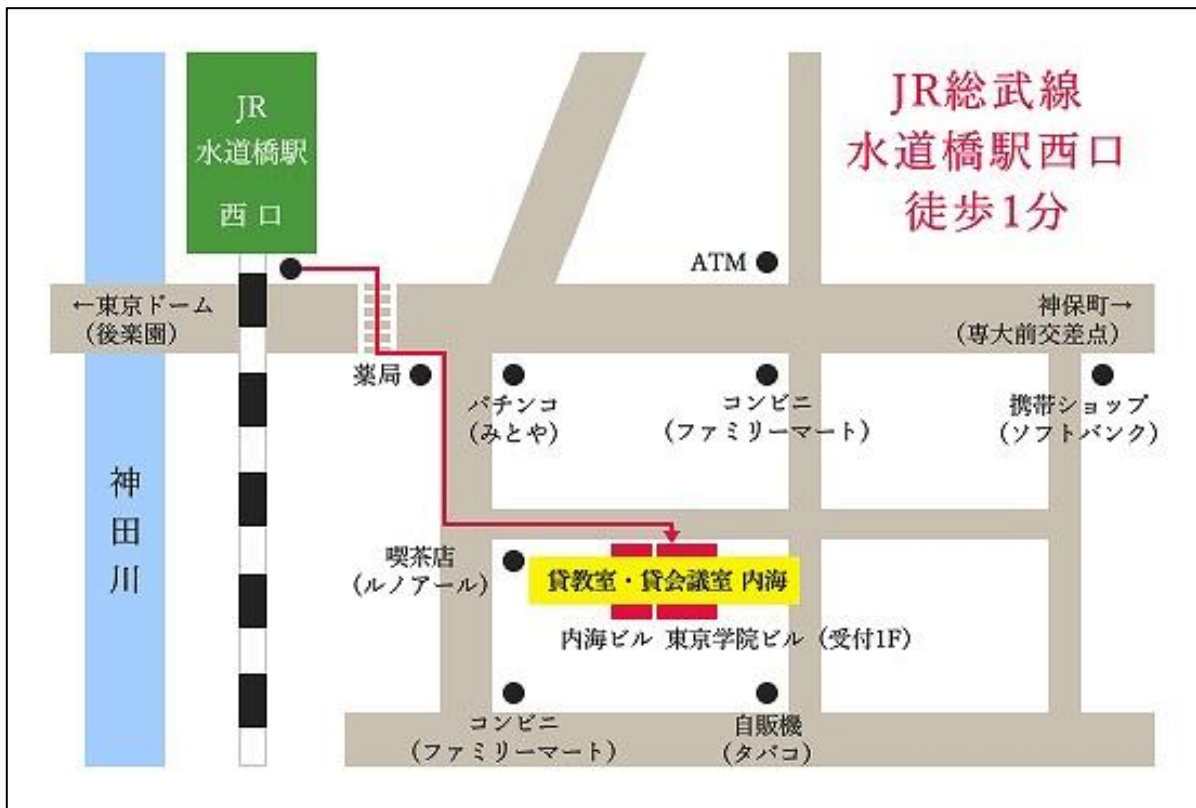 JR
水道橋駅
西口
JR総武線
水道橋駅西口
徒歩1分
ATM
←東京ドーム
(後楽園)
神保町→
(専大前交差点)
薬局
パチンコ
(みとや)
コンビニ
(ファミリーマート)
携帯ショップ
(ソフトバンク)
神田川
喫茶店
(ルノアール)
貸教室・貸会議室 内海
内海ビル 東京学院ビル (受付1F)
コンビニ
(ファミリーマート)
自販機
(タバコ)